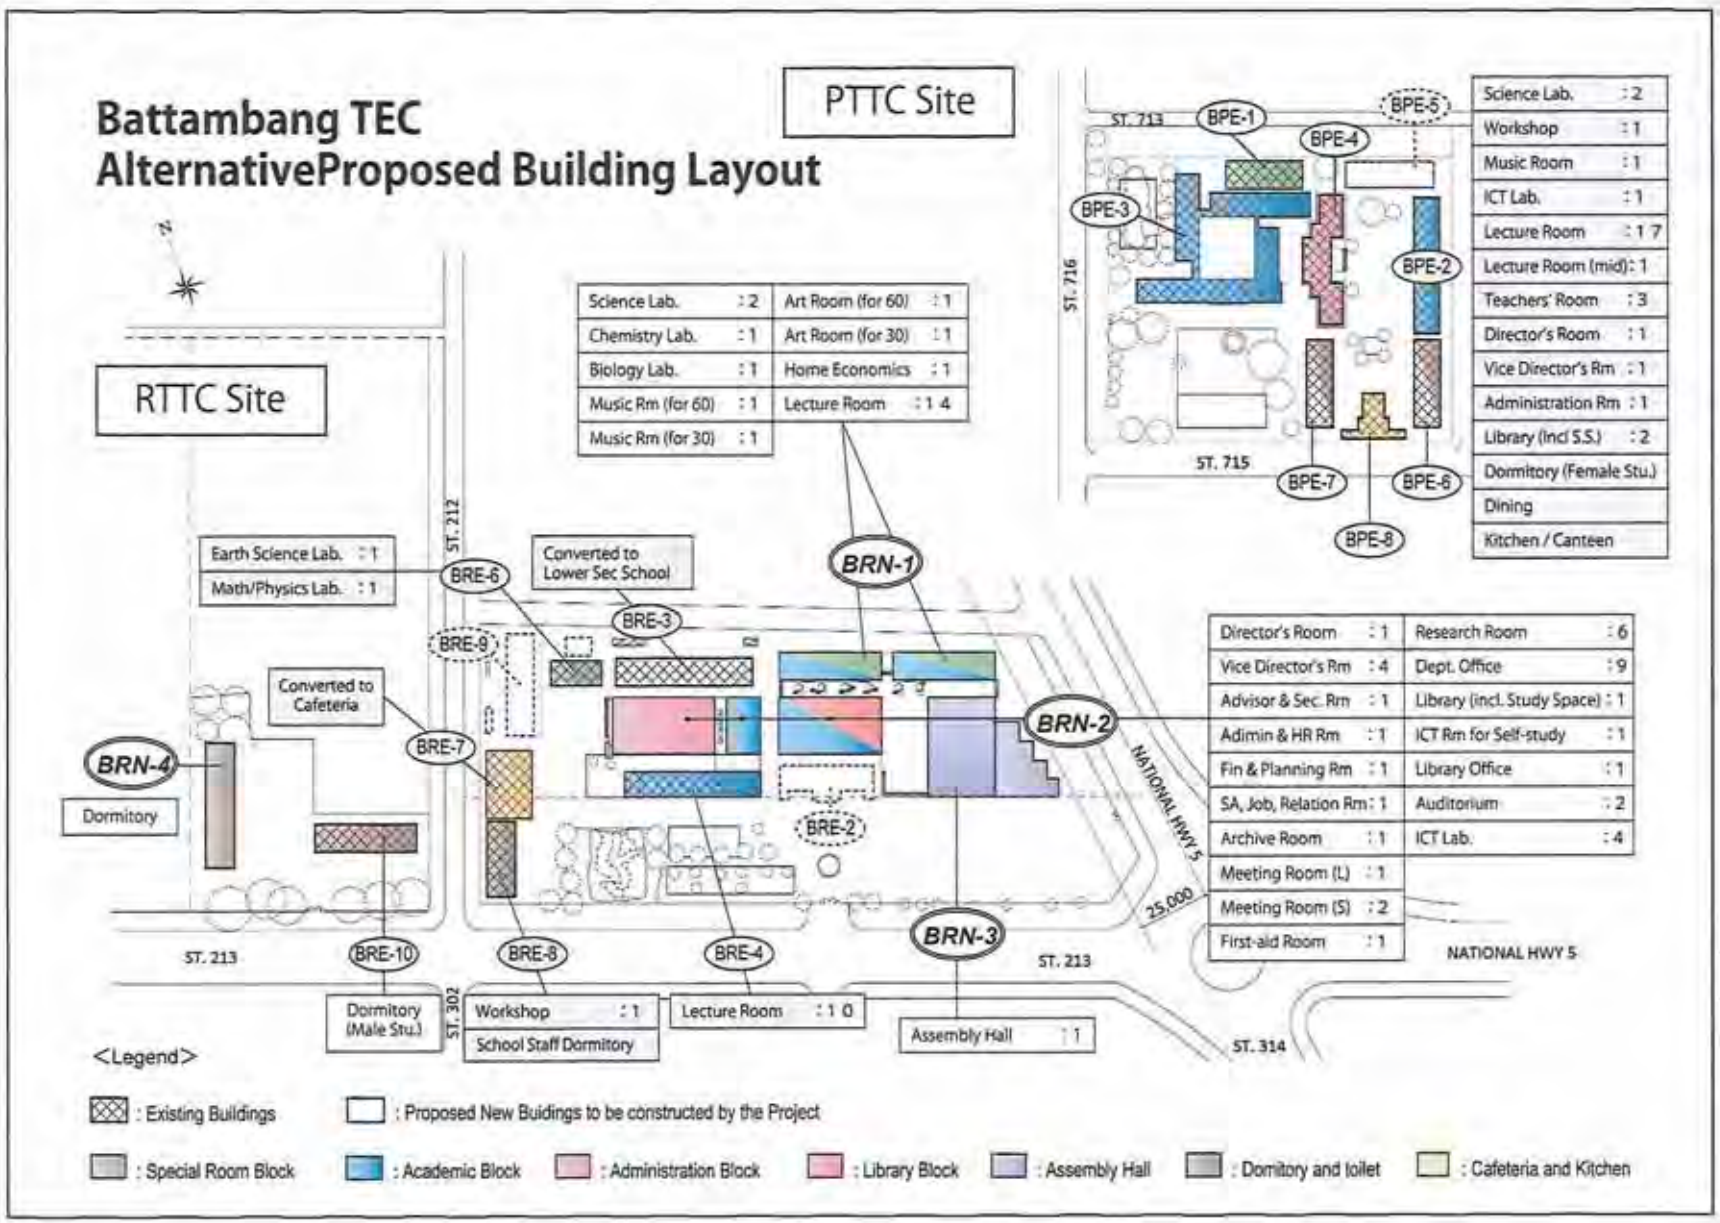 Battambang TEC
AlternativeProposed Building Layout
PTTC Site
RTTC Site
N
ST. 713
ST. 716
ST. 715
BPE-1
BPE-4
BPE-5
BPE-3
BPE-2
BPE-7
BPE-6
BPE-8
Science Lab. : 2
Workshop : 1
Music Room : 1
ICT Lab. : 1
Lecture Room : 1 7
Lecture Room (mid) : 1
Teachers' Room : 3
Director's Room : 1
Vice Director's Rm : 1
Administration Rm : 1
Library (Incl S.S.) : 2
Dormitory (Female Stu.)
Dining
Kitchen / Canteen
Science Lab. : 2 Art Room (for 60) : 1
Chemistry Lab. : 1 Art Room (for 30) : 1
Biology Lab. : 1 Home Economics : 1
Music Rm (for 60) : 1 Lecture Room : 1 4
Music Rm (for 30) : 1
ST. 212
Earth Science Lab. : 1
Math/Physics Lab. : 1
BRE-6
Converted to
Lower Sec School
BRE-3
BRN-1
BRE-9
Converted to
Cafeteria
BRE-7
BRN-4
Dormitory
BRN-2
BRE-2
NATIONAL HWY 5
25,000
Director's Room : 1 Research Room : 6
Vice Director's Rm : 4 Dept. Office : 9
Advisor & Sec. Rm : 1 Library (incl. Study Space) : 1
Adimin & HR Rm : 1 ICT Rm for Self-study : 1
Fin & Planning Rm : 1 Library Office : 1
SA, Job, Relation Rm : 1 Auditorium : 2
Archive Room : 1 ICT Lab. : 4
Meeting Room (L) : 1
Meeting Room (S) : 2
First-aid Room : 1
NATIONAL HWY 5
ST. 213
BRE-10
BRE-8
BRE-4
BRN-3
ST. 213
Dormitory
(Male Stu.)
ST. 302
Workshop : 1
School Staff Dormitory
Lecture Room : 1 0
Assembly Hall : 1
ST. 314
<Legend>
: Existing Buildings
: Proposed New Buidings to be constructed by the Project
: Special Room Block
: Academic Block
: Administration Block
: Library Block
: Assembly Hall
: Domitory and toilet
: Cafeteria and Kitchen